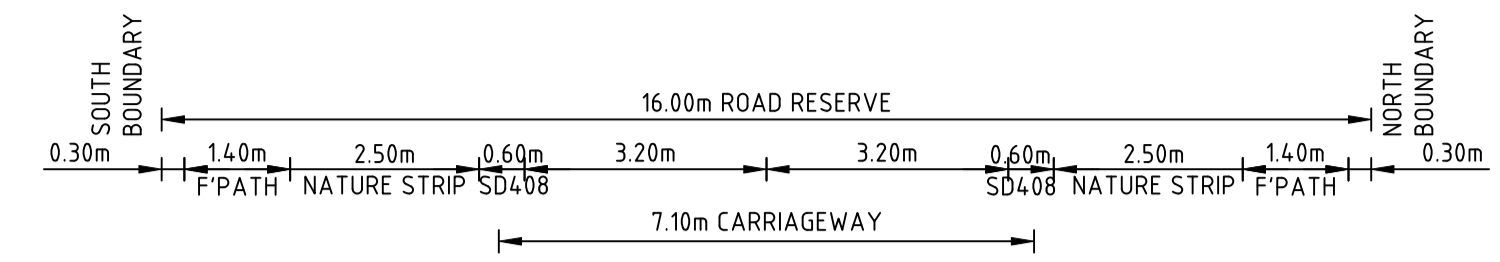 SOUTH
BOUNDARY
NORTH
BOUNDARY
16.00m ROAD RESERVE
0.30m 1.40m 2.50m 0.60m 3.20m 3.20m 0.60m 2.50m 1.40m 0.30m
F'PATH NATURE STRIP SD408 SD408 NATURE STRIP F'PATH
7.10m CARRIAGEWAY